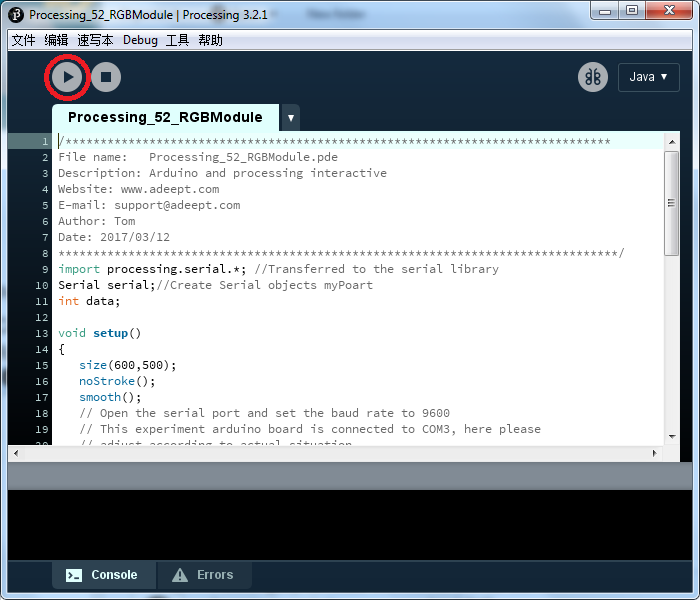 Processing_52_RGBModule | Processing 3.2.1
文件 编辑 速写本 Debug 工具 帮助
Java ▼
Processing_52_RGBModule ▼
1 /******************************************************************************
2 File name:   Processing_52_RGBModule.pde
3 Description: Arduino and processing interactive
4 Website: www.adeept.com
5 E-mail: support@adeept.com
6 Author: Tom
7 Date: 2017/03/12
8 ******************************************************************************/
9 import processing.serial.*; //Transferred to the serial library
10 Serial serial;//Create Serial objects myPoart
11 int data;
12
13 void setup()
14 {
15    size(600,500);
16    noStroke();
17    smooth();
18    // Open the serial port and set the baud rate to 9600
19    // This experiment arduino board is connected to COM3, here please
20    // adjust according to actual situation
Console Errors